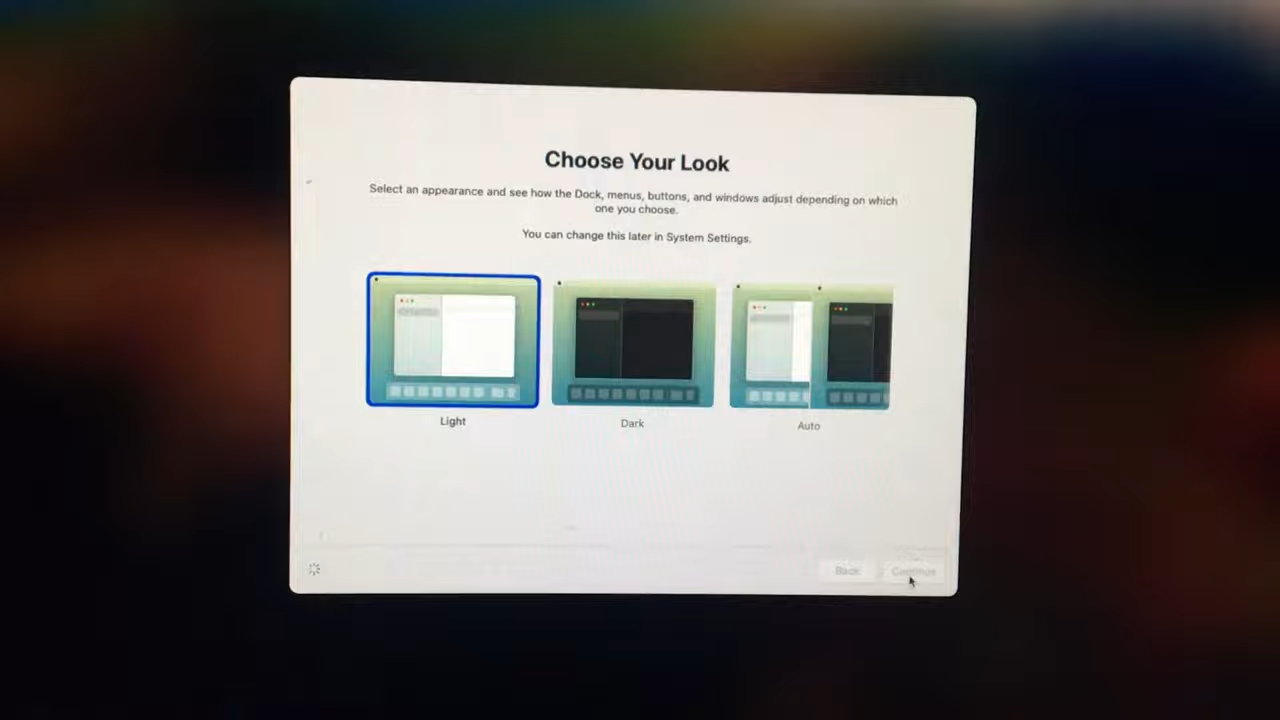 Choose Your Look
Select an appearance and see how the Dock, menus, buttons, and windows adjust depending on which
one you choose.
You can change this later in System Settings.
Light
Dark
Auto
Back
Continue